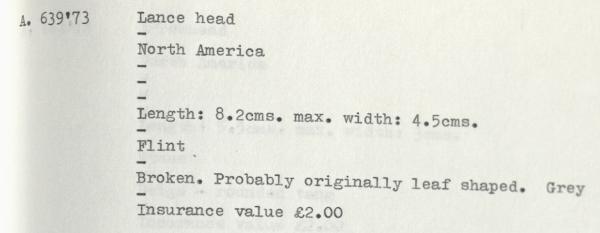 A. 639'73 Lance head
–
North America
–
–
–
Length: 8.2cms. max. width: 4.5cms.
–
Flint
–
Broken. Probably originally leaf shaped. Grey
–
Insurance value £2.00